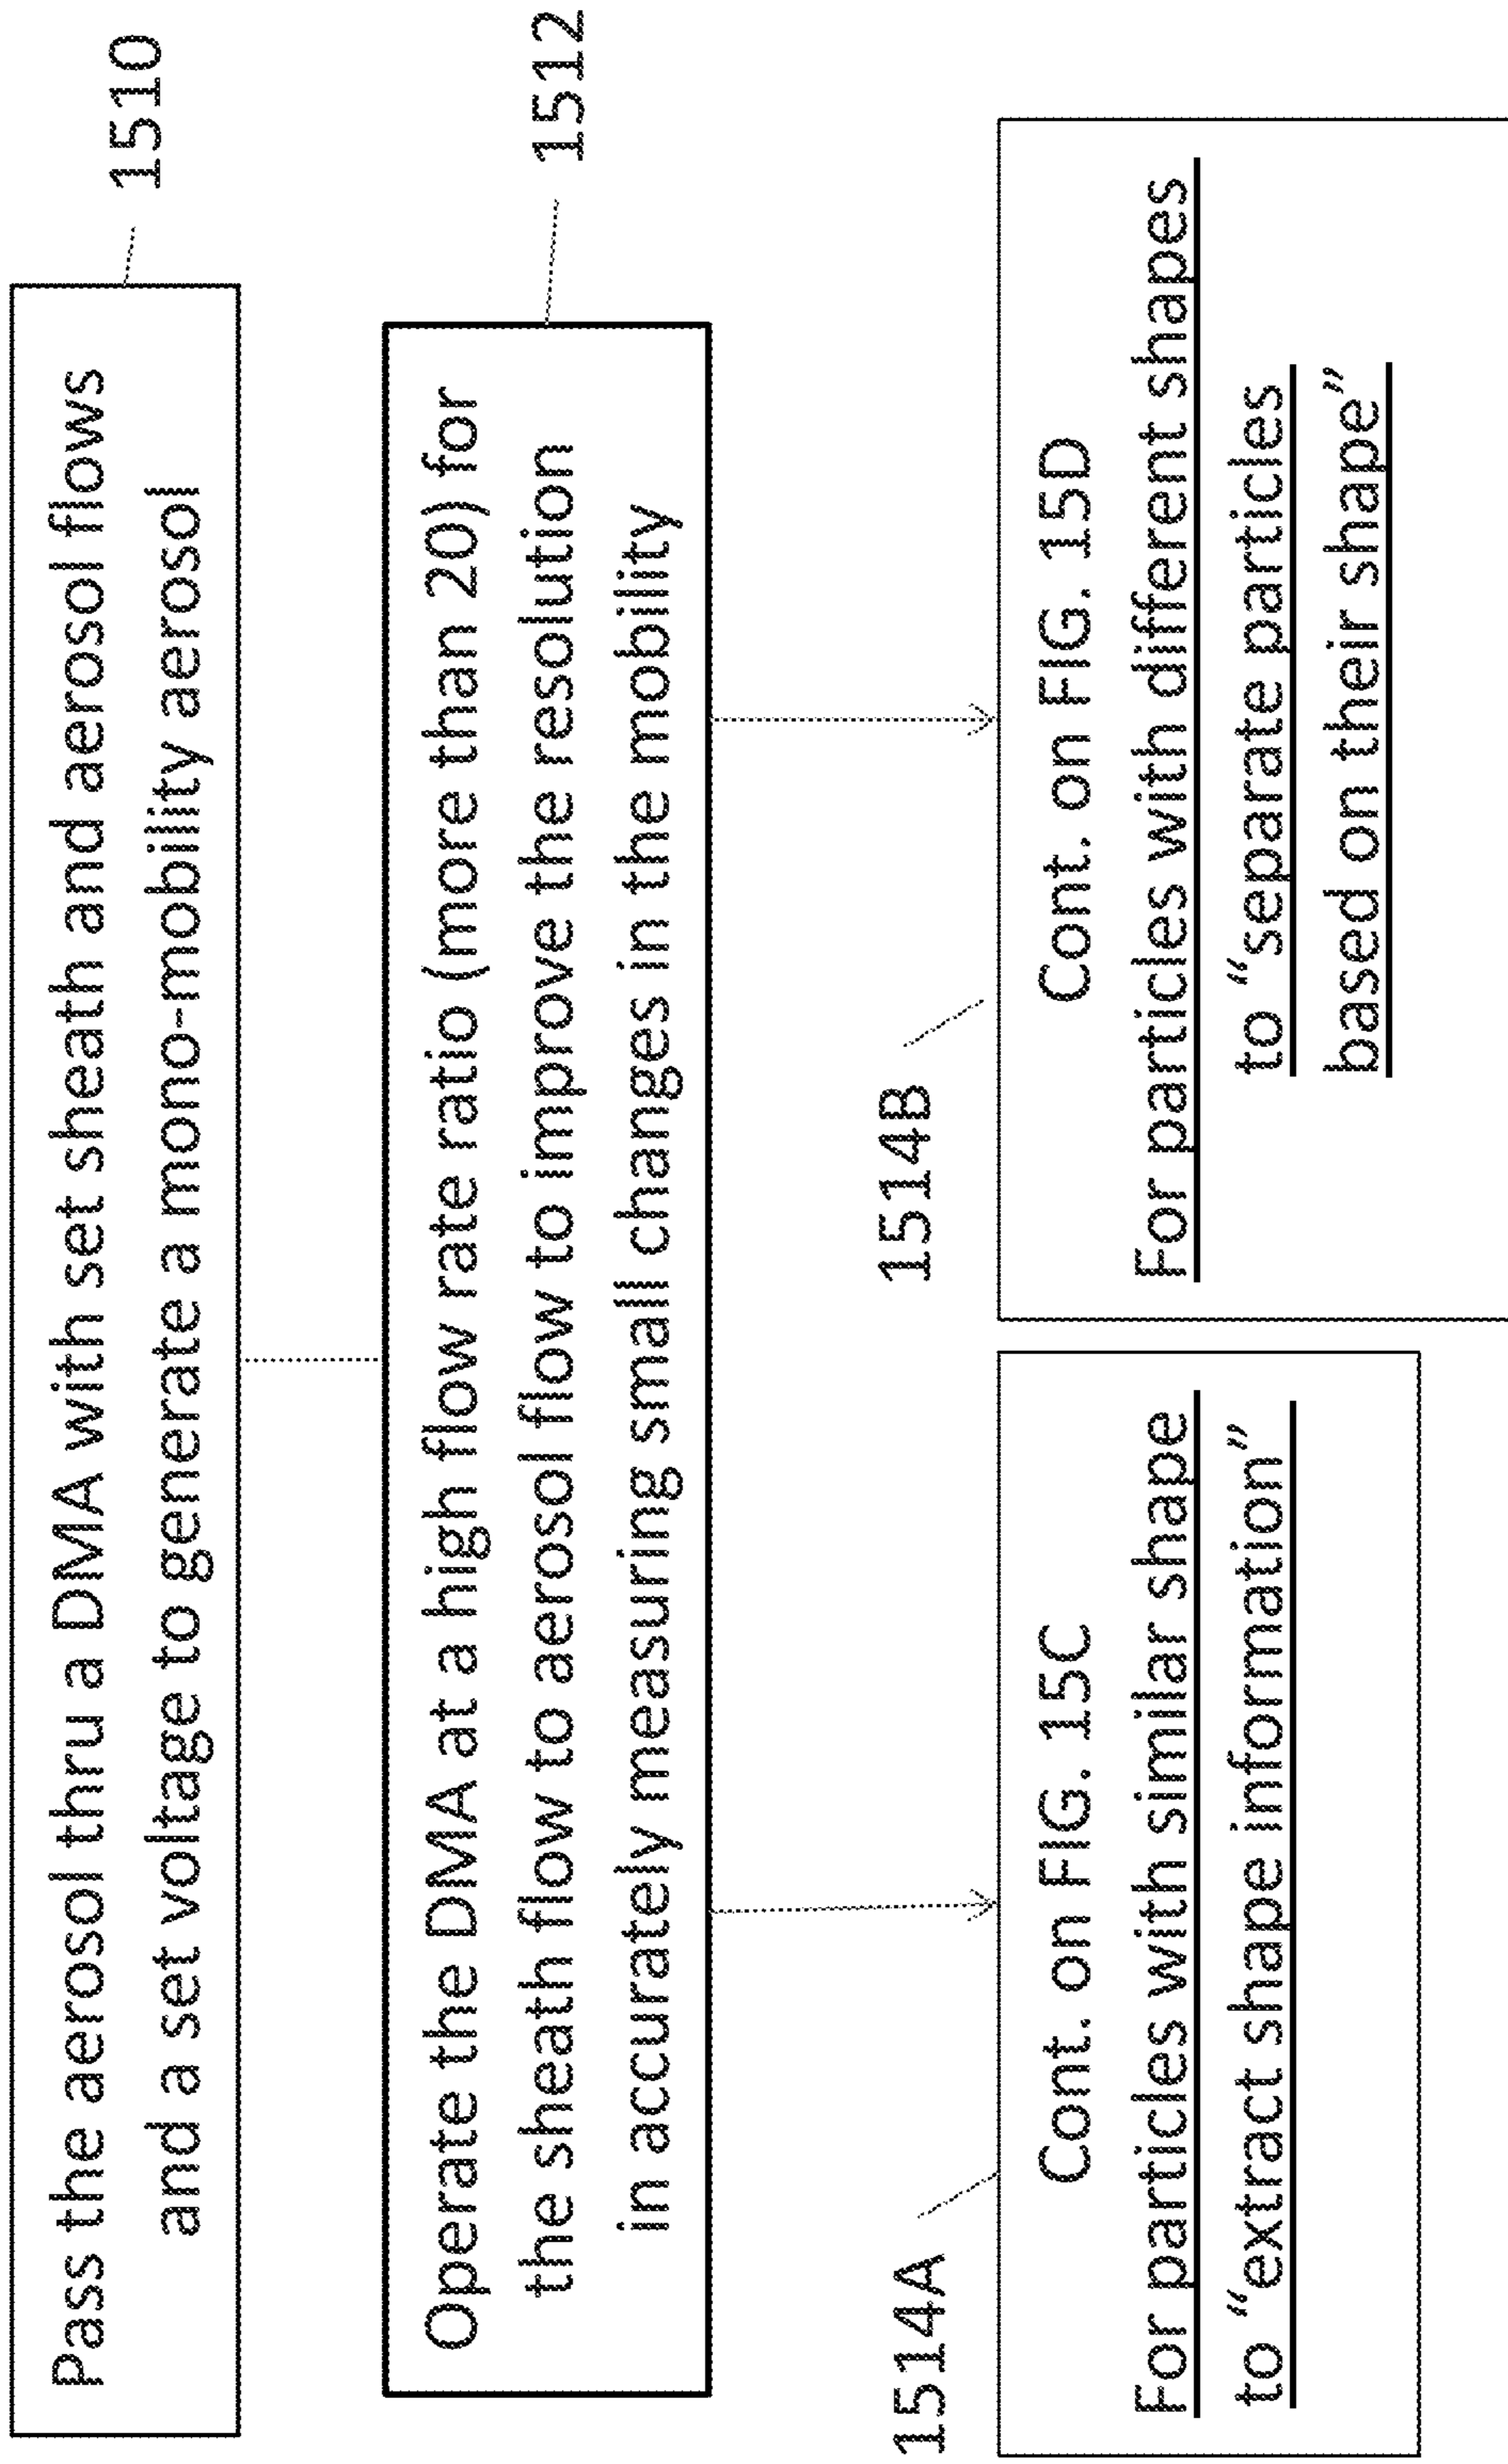 Pass the aerosol thru a DMA with set sheath and aerosol flows
and a set voltage to generate a mono-mobility aerosol
1510
Operate the DMA at a high flow rate ratio (more than 20) for
the sheath flow to aerosol flow to improve the resolution
in accurately measuring small changes in the mobility
1512
1514A
Cont. on FIG. 15C
For particles with similar shape
to “extract shape information”
1514B
Cont. on FIG. 15D
For particles with different shapes
to “separate particles
based on their shape”